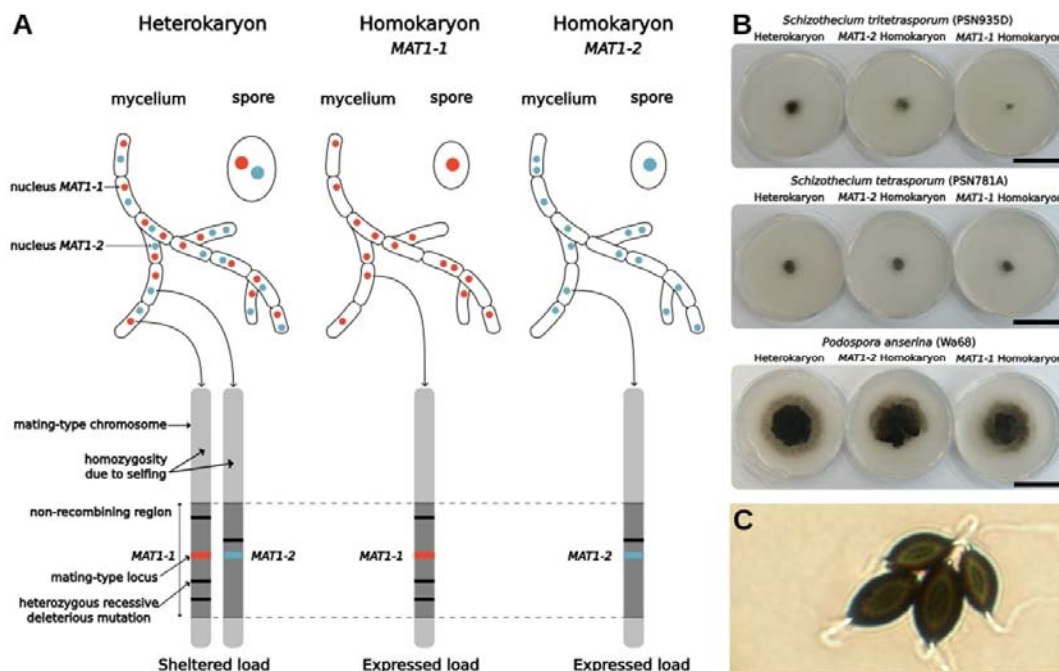 A
Heterokaryon
Homokaryon
MAT1-1
Homokaryon
MAT1-2
mycelium
spore
mycelium
spore
mycelium
spore
nucleus MAT1-1
nucleus MAT1-2
mating-type chromosome
homozygosity
due to selfing
non-recombining region
MAT1-1
MAT1-2
MAT1-1
MAT1-2
mating-type locus
heterozygous recessive
deleterious mutation
Sheltered load
Expressed load
Expressed load
B
Schizothecium tritetrasporum (PSN935D)
Heterokaryon
MAT1-2 Homokaryon
MAT1-1 Homokaryon
Schizothecium tetrasporum (PSN781A)
Heterokaryon
MAT1-2 Homokaryon
MAT1-1 Homokaryon
Podospora anserina (Wa68)
Heterokaryon
MAT1-2 Homokaryon
MAT1-1 Homokaryon
C